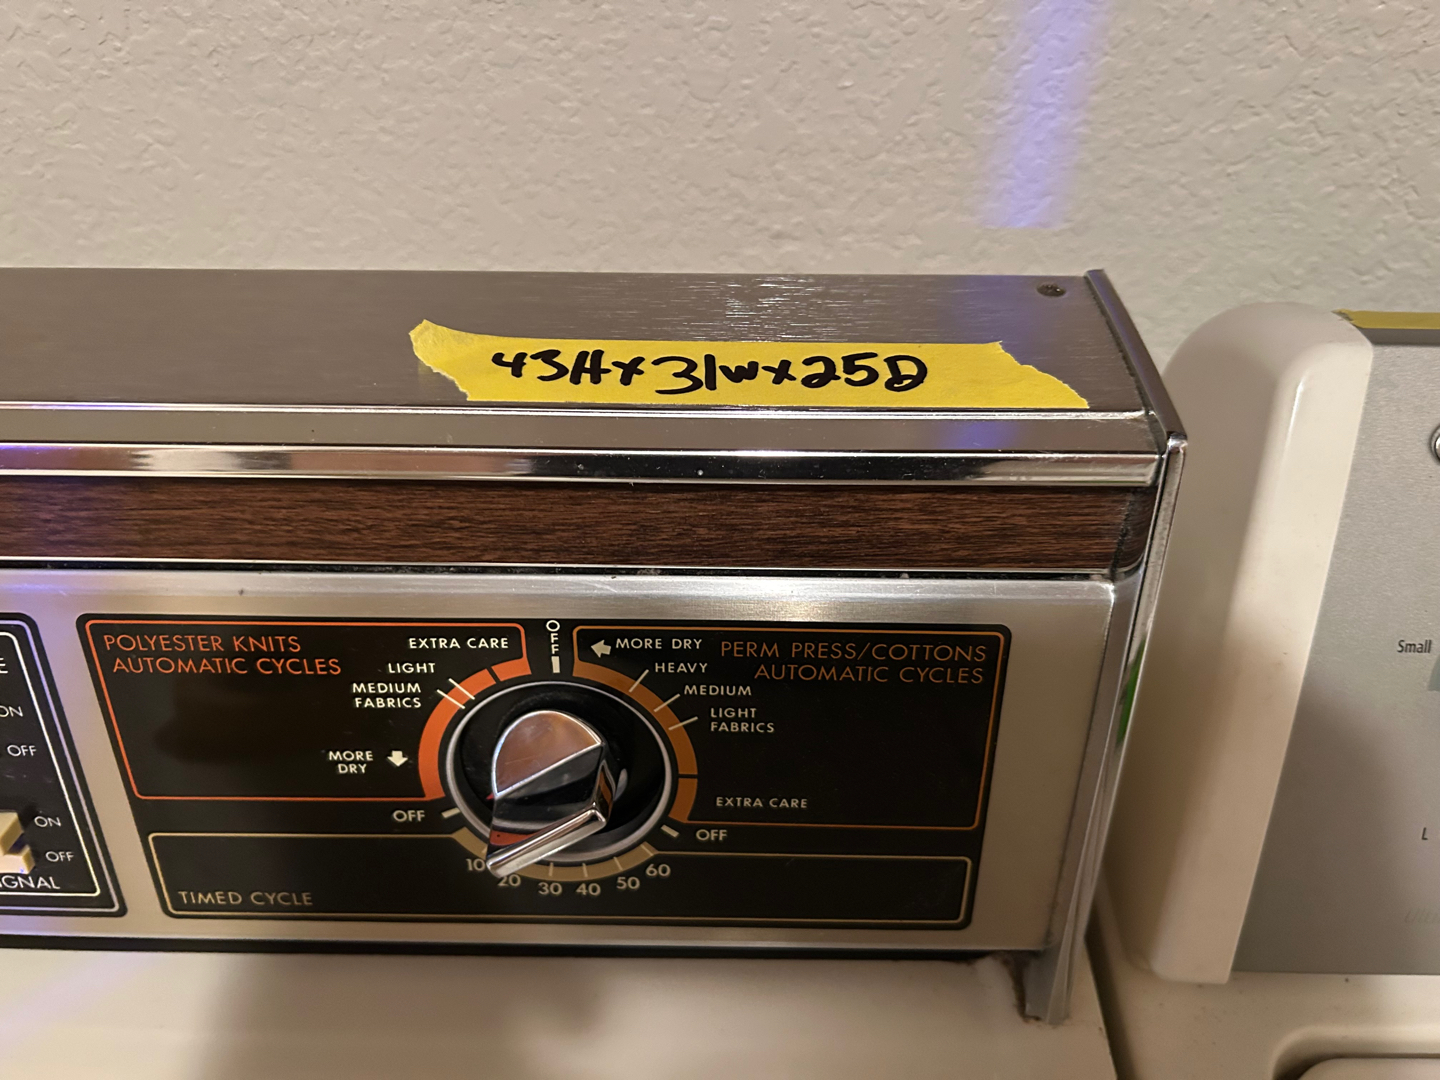 43H x 31W x 25D
POLYESTER KNITS
AUTOMATIC CYCLES
EXTRA CARE
LIGHT
MEDIUM
FABRICS
MORE
DRY
OFF
OFF
MORE DRY
HEAVY
MEDIUM
LIGHT
FABRICS
EXTRA CARE
OFF
PERM PRESS/COTTONS
AUTOMATIC CYCLES
TIMED CYCLE
10
20
30
40
50
60
ON
OFF
ON
OFF
Small
L